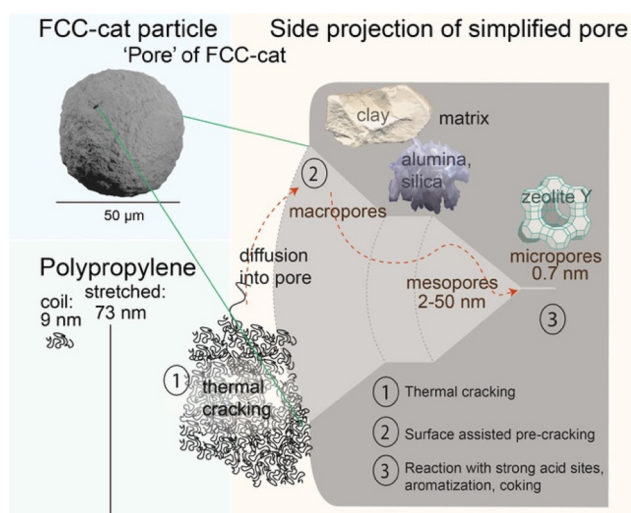 FCC-cat particle
Side projection of simplified pore
'Pore' of FCC-cat
50 µm
clay
matrix
alumina,
silica
zeolite Y
2
macropores
micropores
0.7 nm
mesopores
2-50 nm
3
diffusion
into pore
Polypropylene
coil:
9 nm
stretched:
73 nm
1
thermal
cracking
1 Thermal cracking
2 Surface assisted pre-cracking
3 Reaction with strong acid sites,
aromatization, coking